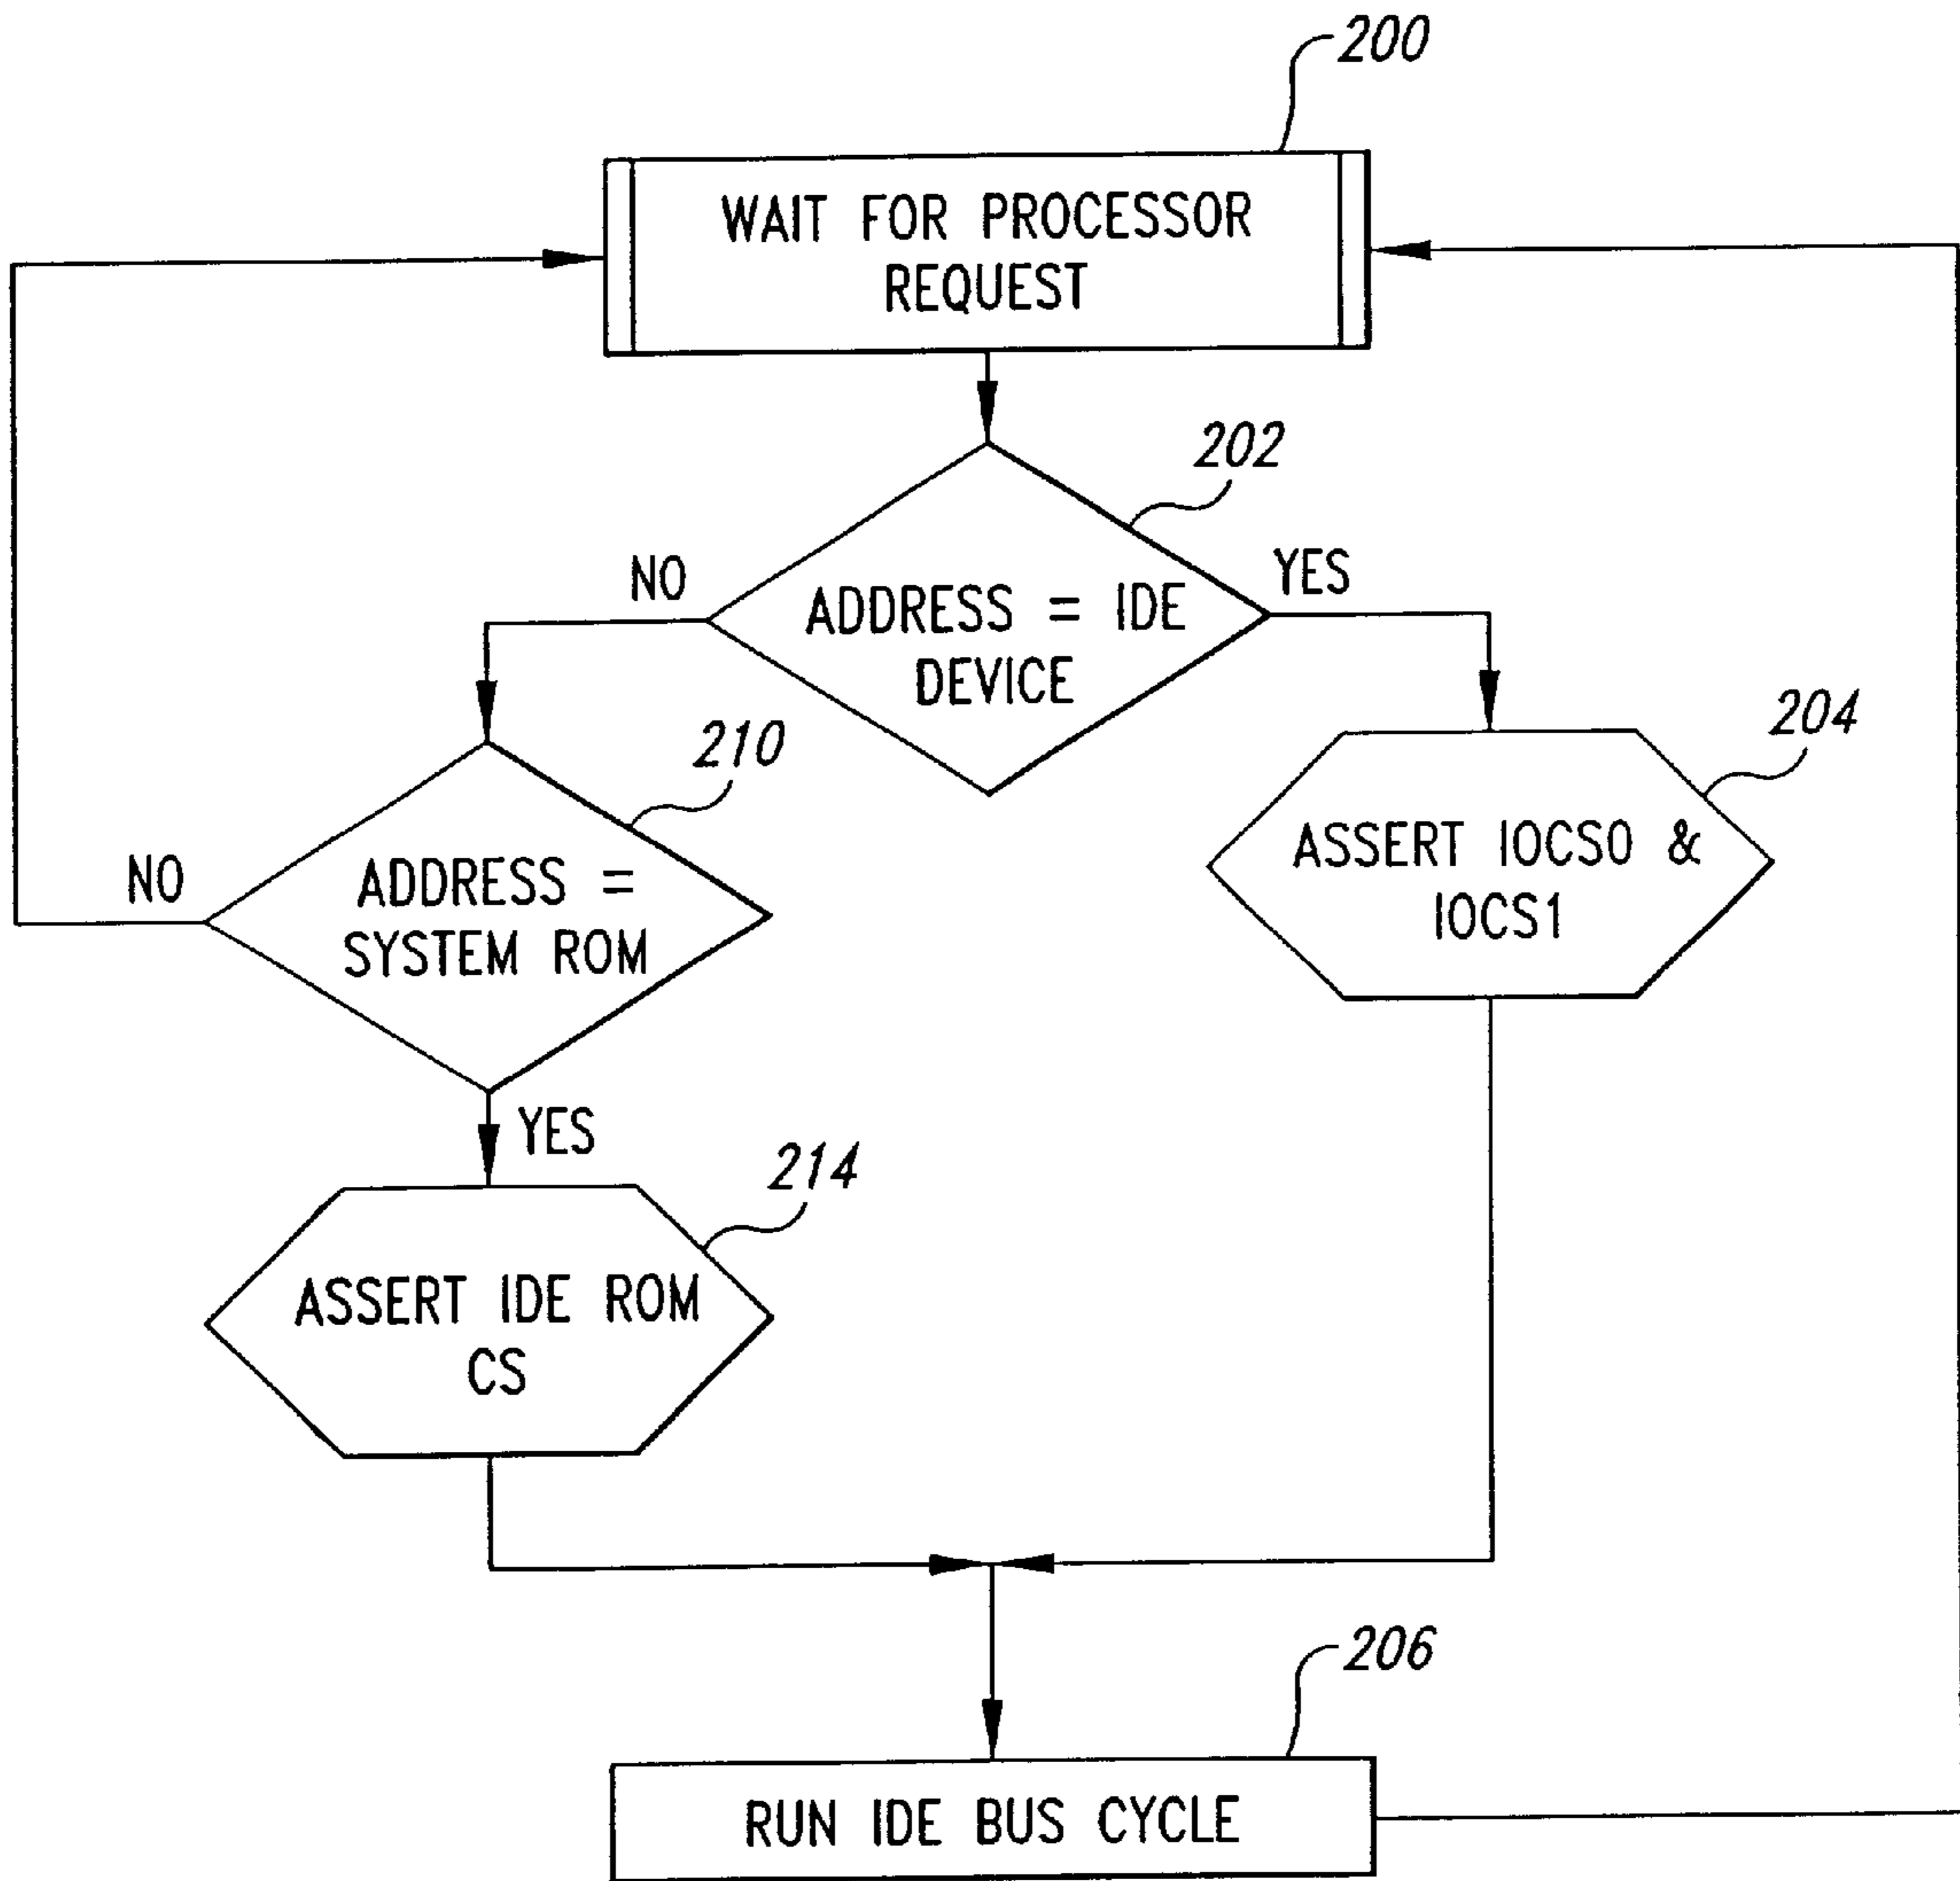 200
WAIT FOR PROCESSOR
REQUEST
202
NO
YES
ADDRESS = IDE
DEVICE
204
210
ASSERT IOCS0 &
IOCS1
NO
ADDRESS =
SYSTEM ROM
YES
214
ASSERT IDE ROM
CS
206
RUN IDE BUS CYCLE